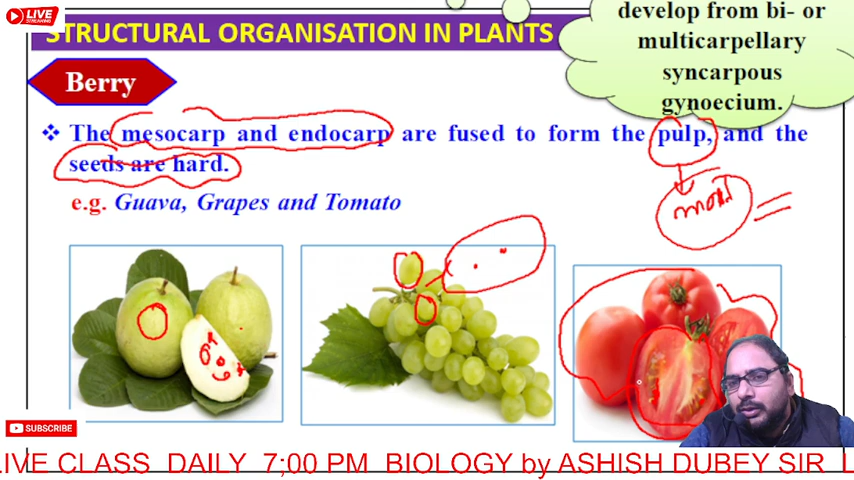 LIVE
STREAMING
develop from bi- or
multicarpellary
syncarpous
gynoecium.
STRUCTURAL ORGANISATION IN PLANTS
Berry
❖ The mesocarp and endocarp are fused to form the pulp, and the
seeds are hard.
e.g. Guava, Grapes and Tomato
SUBSCRIBE
LIVE CLASS DAILY 7;00 PM BIOLOGY by ASHISH DUBEY SIR L